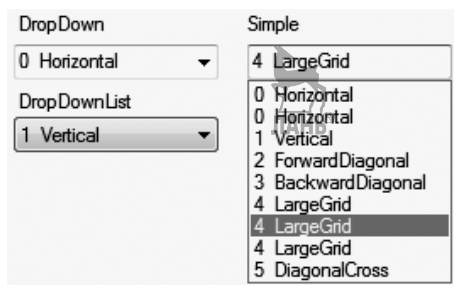 DropDown
0 Horizontal
DropDownList
1 Vertical
Simple
4 LargeGrid
0 Horizontal
0 Horizontal
1 Vertical
2 ForwardDiagonal
3 BackwardDiagonal
4 LargeGrid
4 LargeGrid
4 LargeGrid
5 DiagonalCross
ЛАНЬ